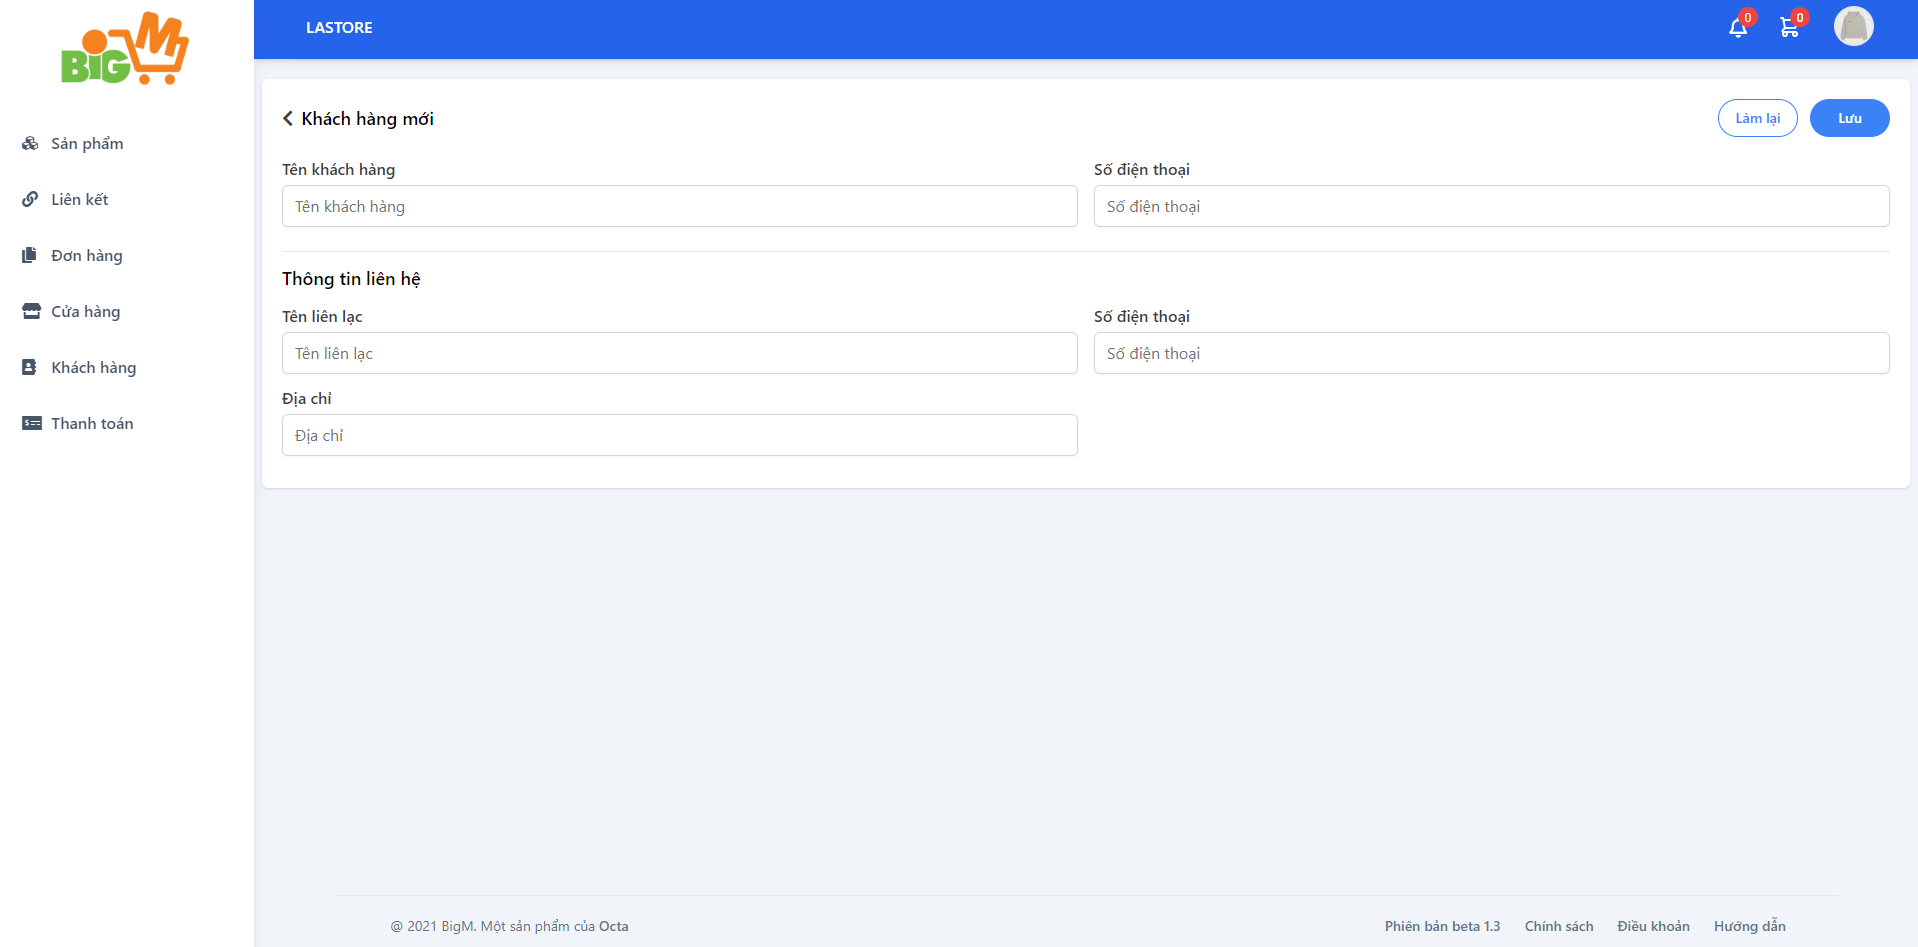 BiGM
LASTORE
0
0
Sản phẩm
Liên kết
Đơn hàng
Cửa hàng
Khách hàng
Thanh toán
Khách hàng mới
Làm lại
Lưu
Tên khách hàng
Số điện thoại
Tên khách hàng
Số điện thoại
Thông tin liên hệ
Tên liên lạc
Số điện thoại
Tên liên lạc
Số điện thoại
Địa chỉ
Địa chỉ
@ 2021 BigM. Một sản phẩm của Octa
Phiên bản beta 1.3
Chính sách
Điều khoản
Hướng dẫn